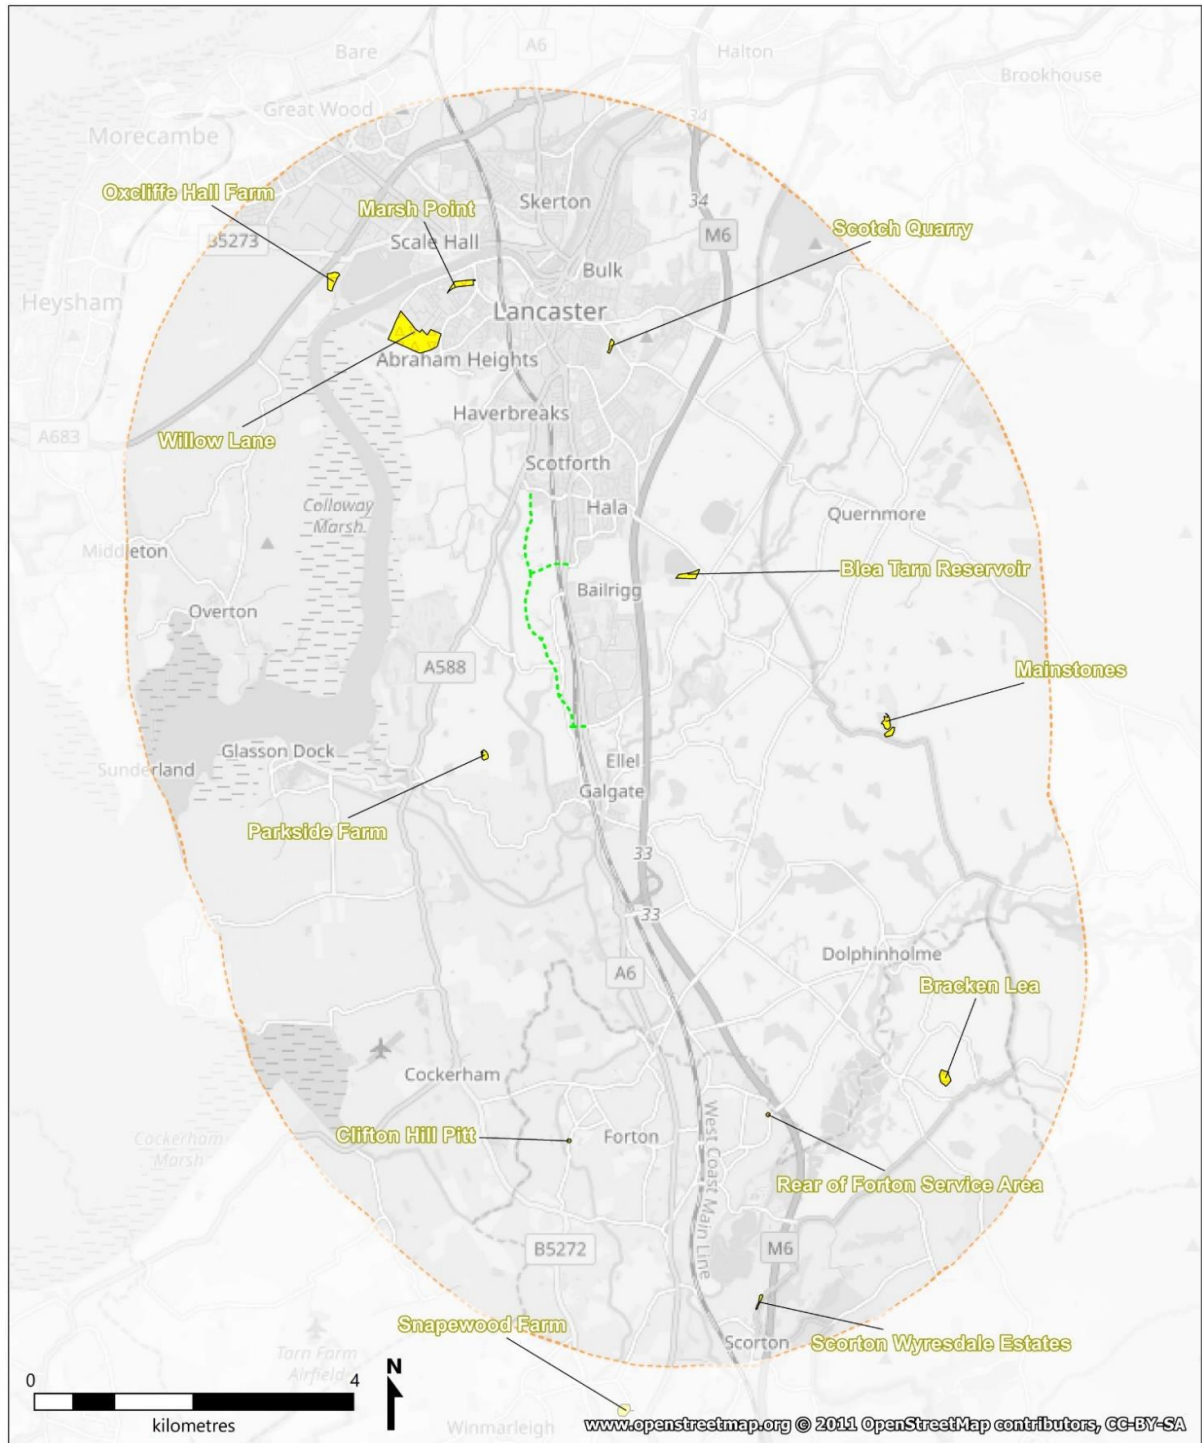 Bare
A6
Halton
Brookhouse
Great Wood
Morecambe
34
Oxcliffe Hall Farm
Marsh Point
Skerton
34
Scotch Quarry
B5273
Scale Hall
M6
Bulk
Heysham
Lancaster
Abraham Heights
Haverbreaks
Willow Lane
A683
Scotforth
Colloway
Marsh
Hala
Quernmore
Middleton
Blea Tarn Reservoir
Bailrigg
Overton
A588
Mainstones
Glasson Dock
Ellel
Sunderland
Galgate
Parkside Farm
33
33
Dolphinholme
A6
Bracken Lea
Cockerham
Clifton Hill Pitt
Forton
Cockerham
Marsh
West Coast Main Line
Rear of Forton Service Area
B5272
M6
Snapewood Farm
Scorton
Scorton Wyresdale Estates
Tarn Farm
Airfield
N
0
4
kilometres
Winmarleigh
www.openstreetmap.org © 2011 OpenStreetMap contributors, CC-BY-SA